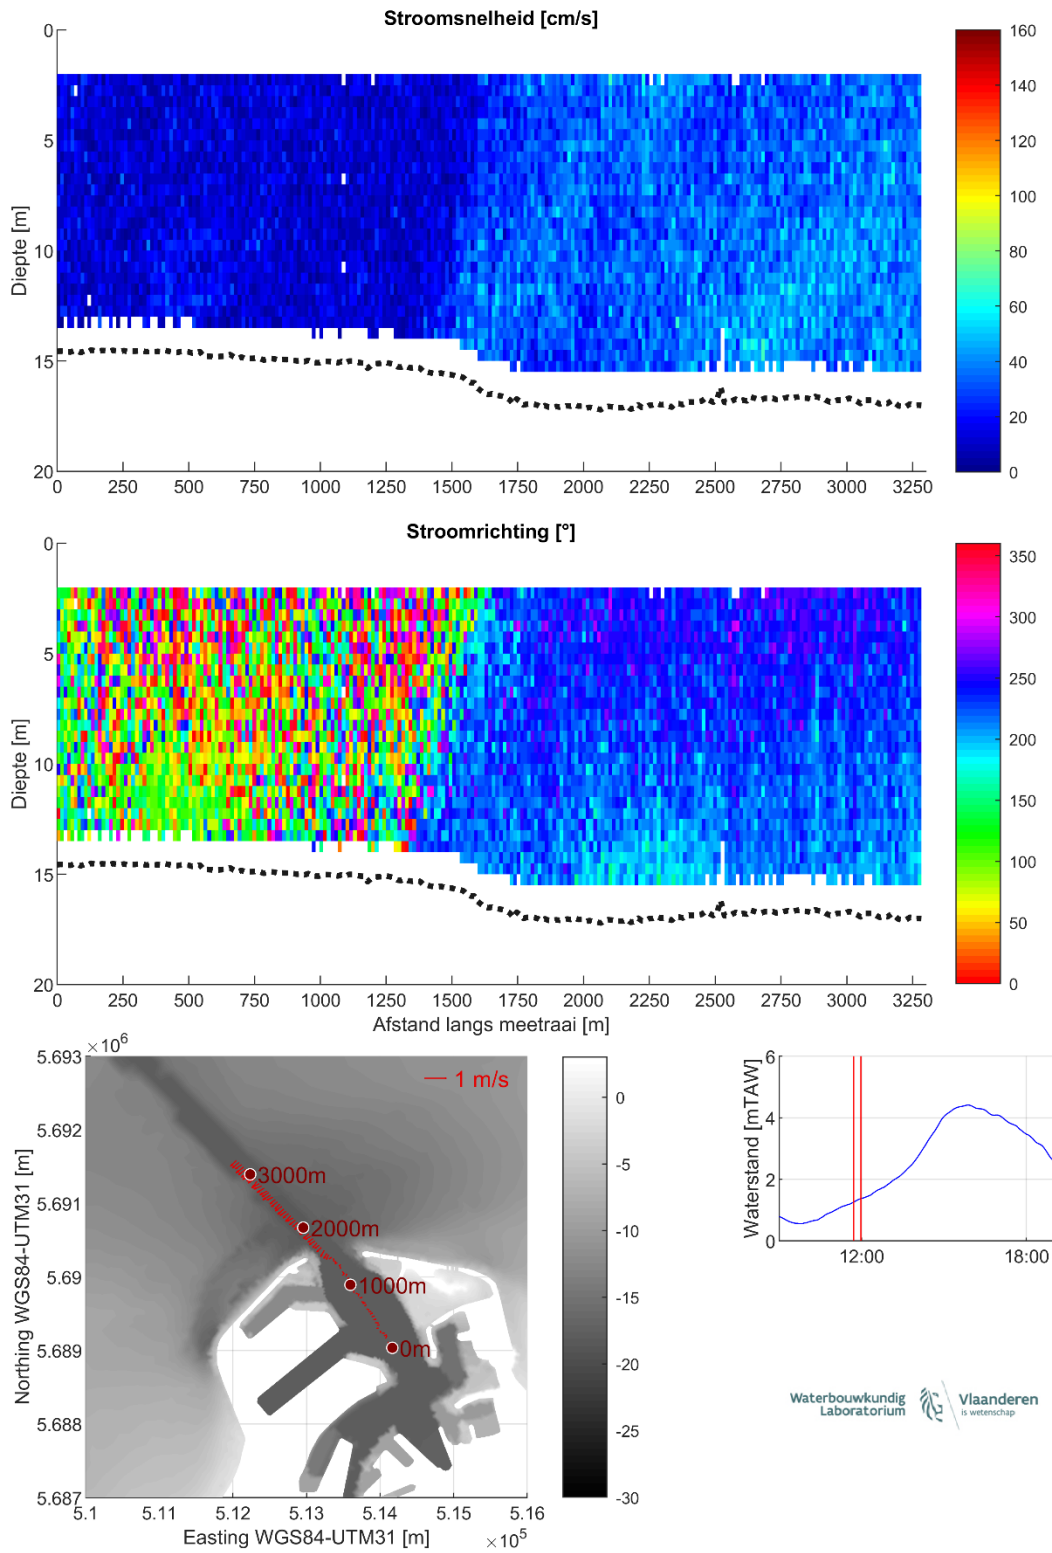 Stroomsnelheid [cm/s]
0
5
10
15
20
Diepte [m]
0 250 500 750 1000 1250 1500 1750 2000 2250 2500 2750 3000 3250
160
140
120
100
80
60
40
20
0
Stroomrichting [°]
0
5
10
15
20
Diepte [m]
0 250 500 750 1000 1250 1500 1750 2000 2250 2500 2750 3000 3250
Afstand langs meetraai [m]
350
300
250
200
150
100
50
0
×10⁶
5.693
5.692
5.691
5.69
5.689
5.688
5.687
Northing WGS84-UTM31 [m]
1 m/s
3000m
2000m
1000m
0m
5.1 5.12 5.13 5.14 5.15 5.16
Easting WGS84-UTM31 [m]
×10⁵
0
-5
-10
-15
-20
-25
-30
Waterstand [mTAW]
6
4
2
0
12:00 18:00
Waterbouwkundig
Laboratorium
Vlaanderen
is wetenschap